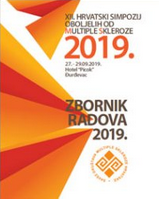 XII. HRVATSKI SIMPOZIJ
OBOLJELIH OD
MULTIPLE SKLEROZE
2019.
27. - 29.09.2019.
Hotel "Picok"
Đurđevac
ZBORNIK
RADOVA
2019.